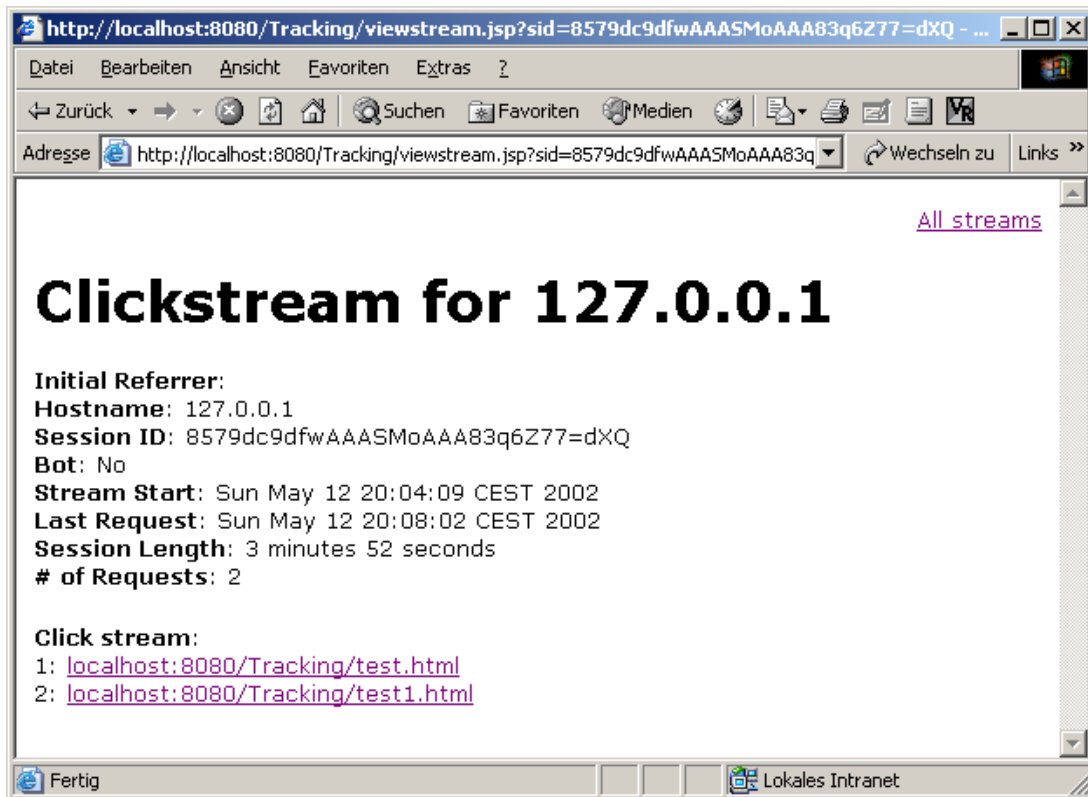 http://localhost:8080/Tracking/viewstream.jsp?sid=8579dc9dfwAAASMoAAA83q6Z77=dXQ - ...
Datei Bearbeiten Ansicht Favoriten Extras ?
Zurück Suchen Favoriten Medien
Adresse http://localhost:8080/Tracking/viewstream.jsp?sid=8579dc9dfwAAASMoAAA83q Wechseln zu Links »
All streams
Clickstream for 127.0.0.1
Initial Referrer:
Hostname: 127.0.0.1
Session ID: 8579dc9dfwAAASMoAAA83q6Z77=dXQ
Bot: No
Stream Start: Sun May 12 20:04:09 CEST 2002
Last Request: Sun May 12 20:08:02 CEST 2002
Session Length: 3 minutes 52 seconds
# of Requests: 2
Click stream:
1: localhost:8080/Tracking/test.html
2: localhost:8080/Tracking/test1.html
Fertig Lokales Intranet